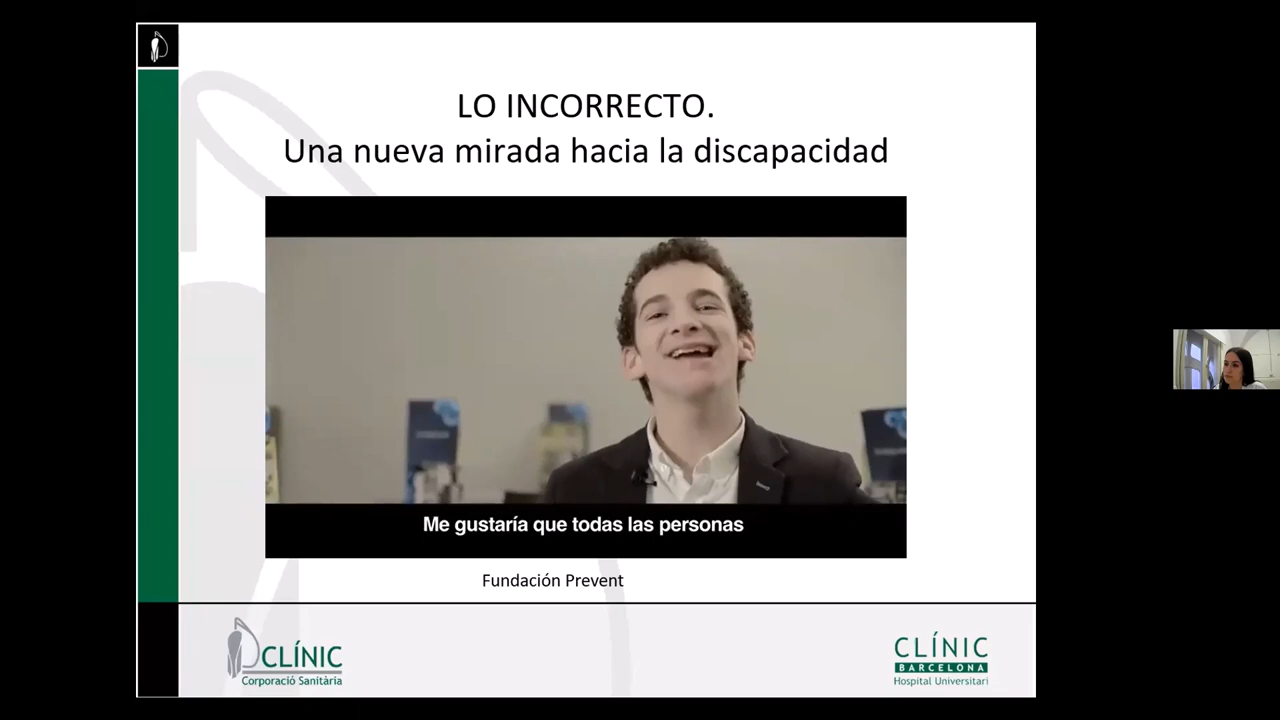 LO INCORRECTO.
Una nueva mirada hacia la discapacidad
Me gustaría que todas las personas
Fundación Prevent
CLÍNIC
Corporació Sanitària
CLÍNIC
BARCELONA
Hospital Universitari